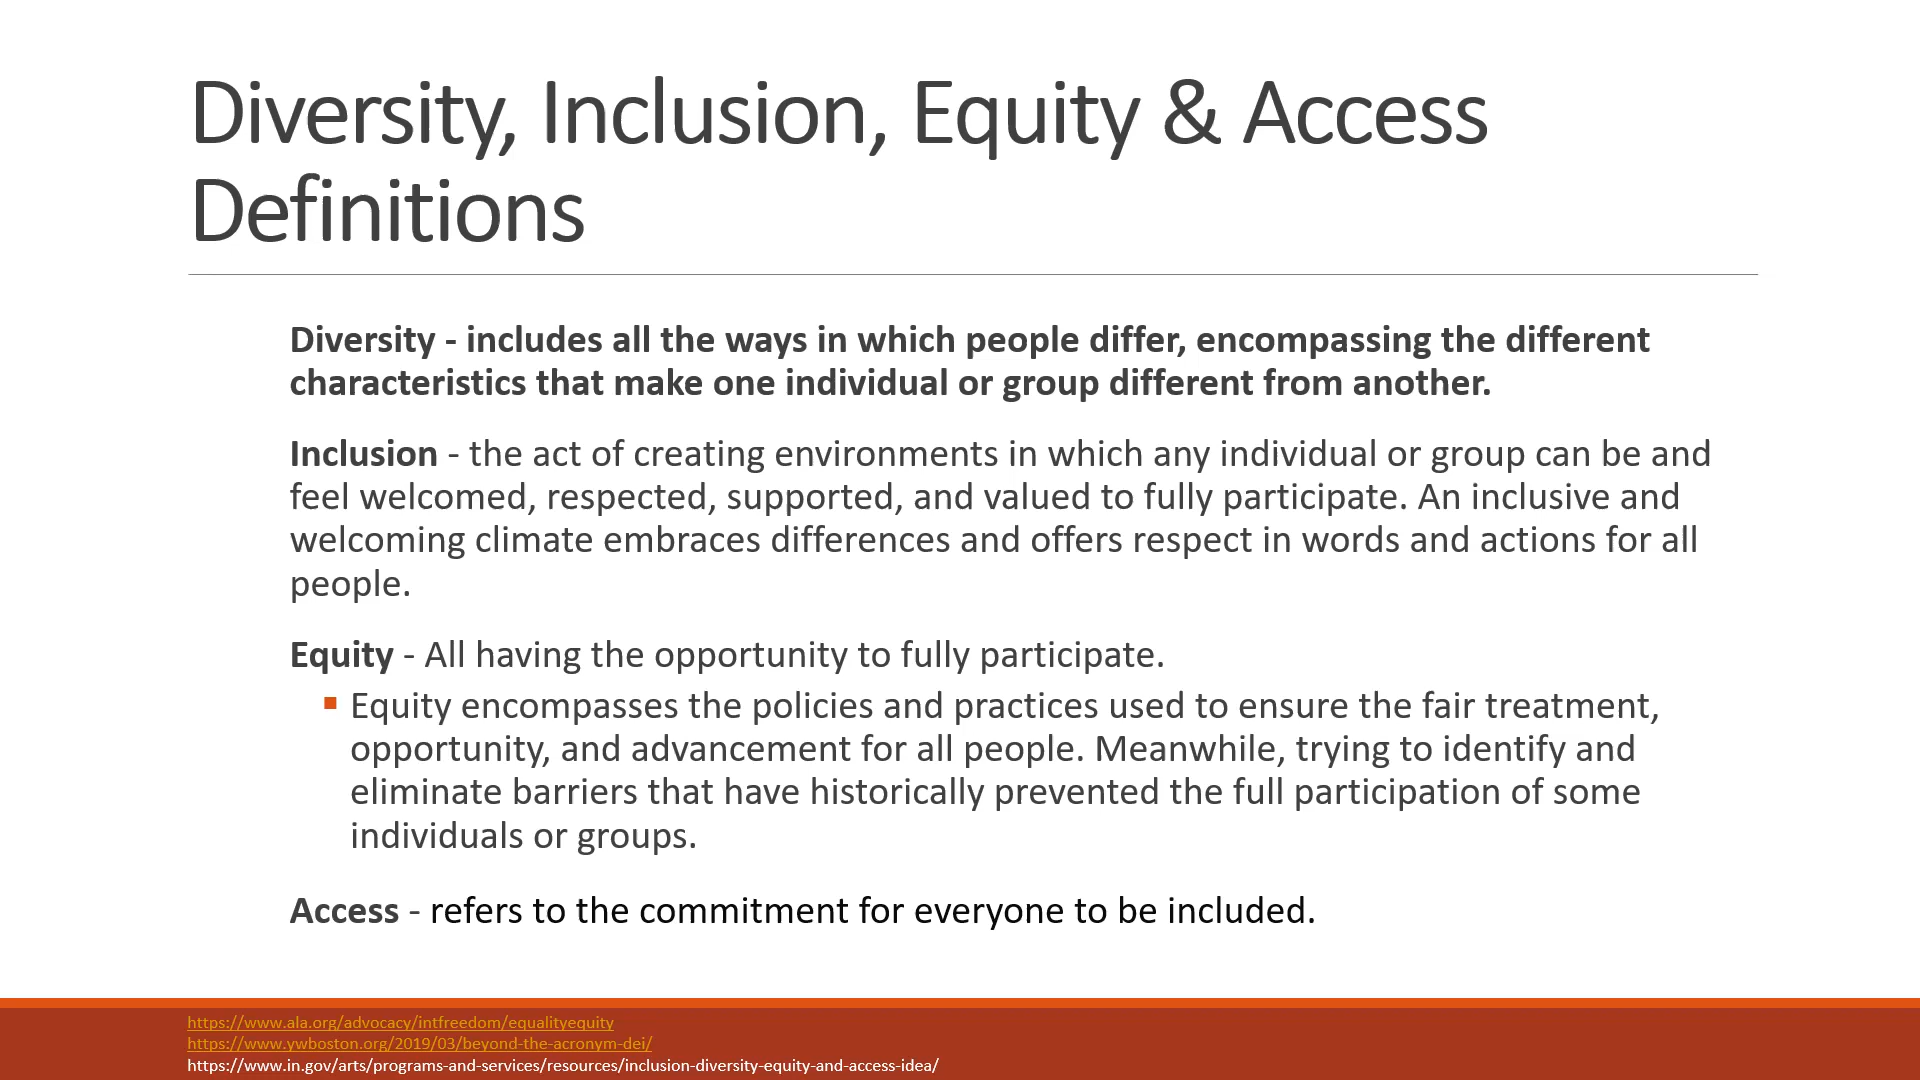 Diversity, Inclusion, Equity & Access
Definitions
Diversity - includes all the ways in which people differ, encompassing the different
characteristics that make one individual or group different from another.
Inclusion - the act of creating environments in which any individual or group can be and
feel welcomed, respected, supported, and valued to fully participate. An inclusive and
welcoming climate embraces differences and offers respect in words and actions for all
people.
Equity - All having the opportunity to fully participate.
▪ Equity encompasses the policies and practices used to ensure the fair treatment,
opportunity, and advancement for all people. Meanwhile, trying to identify and
eliminate barriers that have historically prevented the full participation of some
individuals or groups.
Access - refers to the commitment for everyone to be included.
https://www.ala.org/advocacy/intfreedom/equalityequity
https://www.ywboston.org/2019/03/beyond-the-acronym-dei/
https://www.in.gov/arts/programs-and-services/resources/inclusion-diversity-equity-and-access-idea/